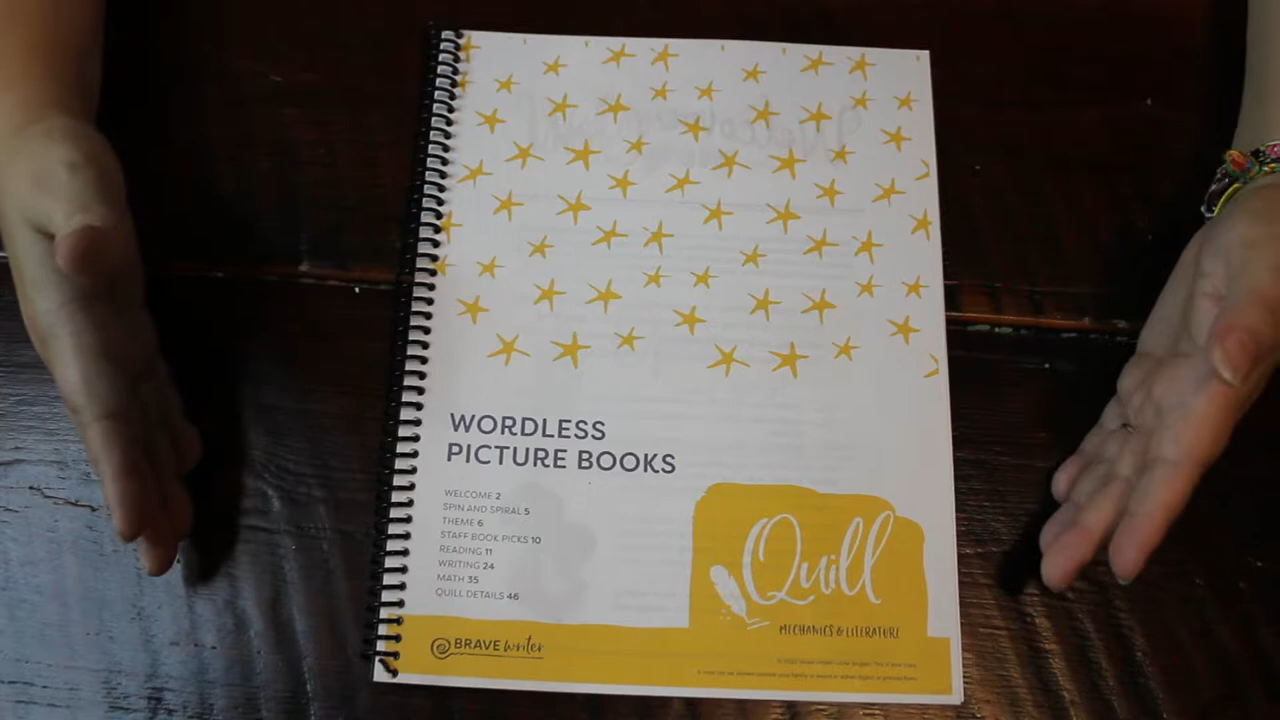 WORDLESS
PICTURE BOOKS
WELCOME 2
SPIN AND SPIRAL 5
THEME 6
STAFF BOOK PICKS 10
READING 11
WRITING 24
MATH 35
QUILL DETAILS 46
Quill
MECHANICS & LITERATURE
BRAVE writer